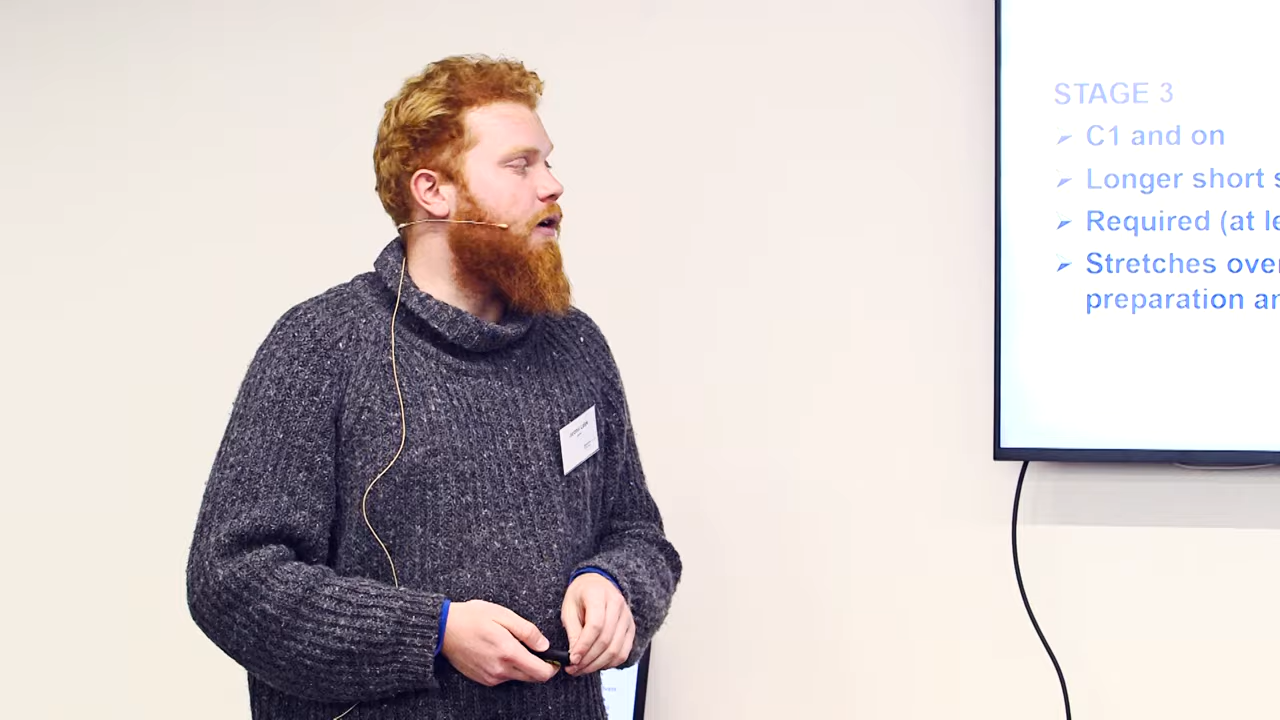 STAGE 3
C1 and on
Longer short s
Required (at le
Stretches over
preparation an